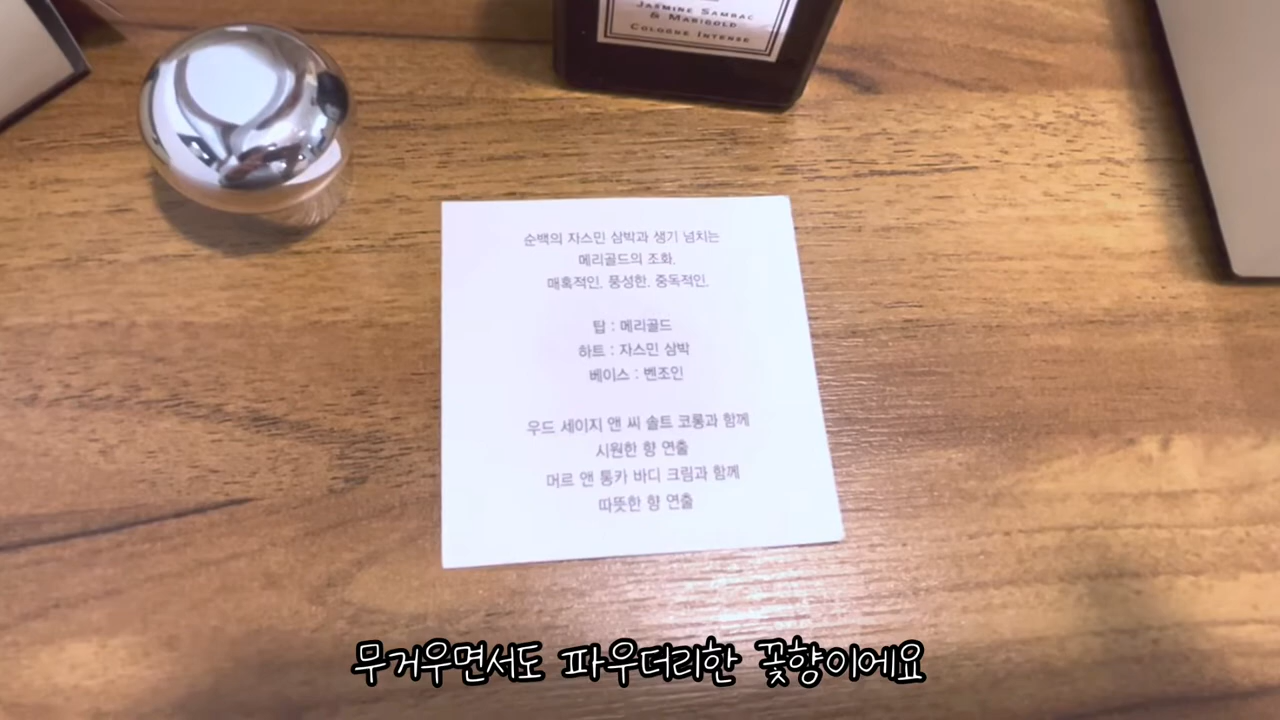 JASMINE SAMBAC
& MARIGOLD
COLOGNE INTENSE
순백의 자스민 삼박과 생기 넘치는
메리골드의 조화.
매혹적인. 풍성한. 중독적인.
탑 : 메리골드
하트 : 자스민 삼박
베이스 : 벤조인
우드 세이지 앤 씨 솔트 코롱과 함께
시원한 향 연출
머르 앤 통카 바디 크림과 함께
따뜻한 향 연출
무거우면서도 파우더리한 꽃향이에요